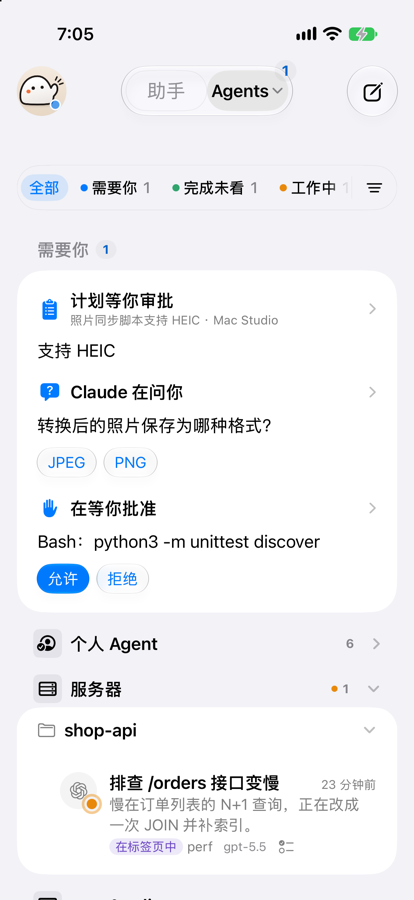 7:05
助手
Agents
1
全部
需要你 1
完成未看 1
工作中
需要你 1
计划等你审批
照片同步脚本支持 HEIC · Mac Studio
支持 HEIC
Claude 在问你
转换后的照片保存为哪种格式？
JPEG
PNG
在等你批准
Bash：python3 -m unittest discover
允许
拒绝
个人 Agent
6
服务器
1
shop-api
排查 /orders 接口变慢
23 分钟前
慢在订单列表的 N+1 查询，正在改成
一次 JOIN 并补索引。
在标签页中 perf gpt-5.5